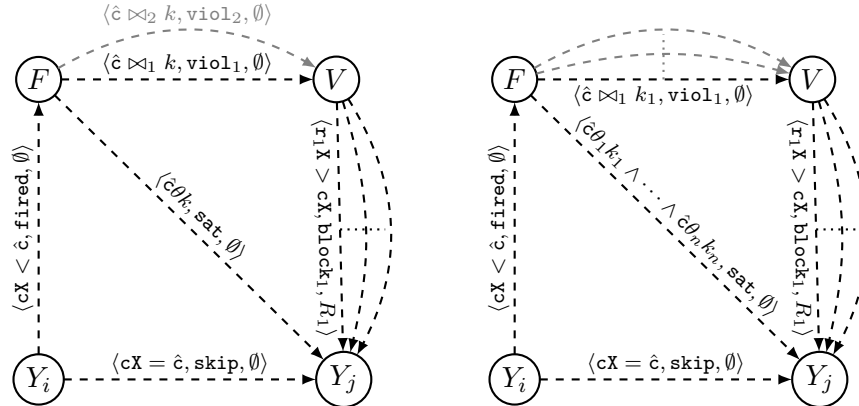 ⟨ĉ ⋈₂ k, viol₂, ∅⟩
⟨ĉ ⋈₁ k, viol₁, ∅⟩
F
V
⟨cX < ĉ, fired, ∅⟩
⟨ĉθk, sat, ∅⟩
⟨r₁X > cX, block₁, R₁⟩
Yᵢ
⟨cX = ĉ, skip, ∅⟩
Yⱼ
F
V
⟨ĉ ⋈₁ k₁, viol₁, ∅⟩
⟨cX < ĉ, fired, ∅⟩
⟨ĉθ₁k₁ ∧ ⋯ ∧ ĉθₙkₙ, sat, ∅⟩
⟨r₁X > cX, block₁, R₁⟩
Yᵢ
⟨cX = ĉ, skip, ∅⟩
Yⱼ